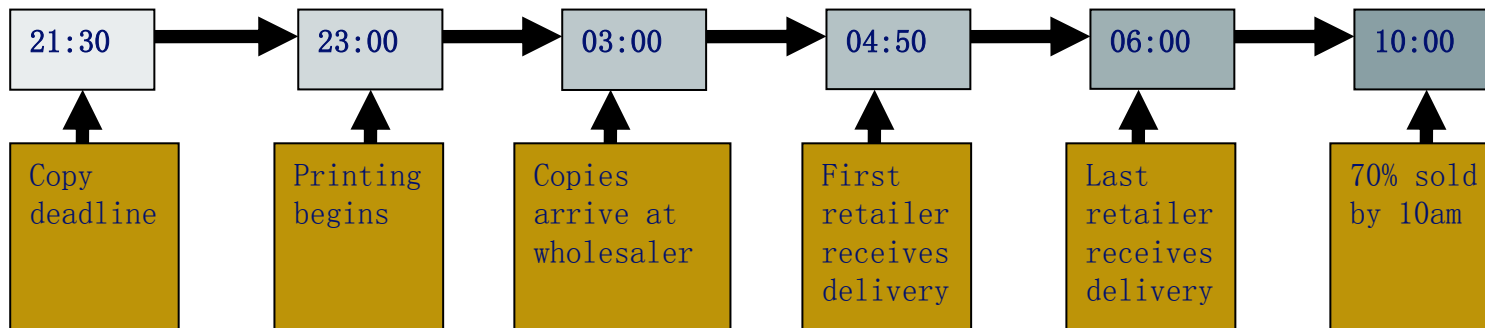 21:30
23:00
03:00
04:50
06:00
10:00
Copy
deadline
Printing
begins
Copies
arrive at
wholesaler
First
retailer
receives
delivery
Last
retailer
receives
delivery
70% sold
by 10am